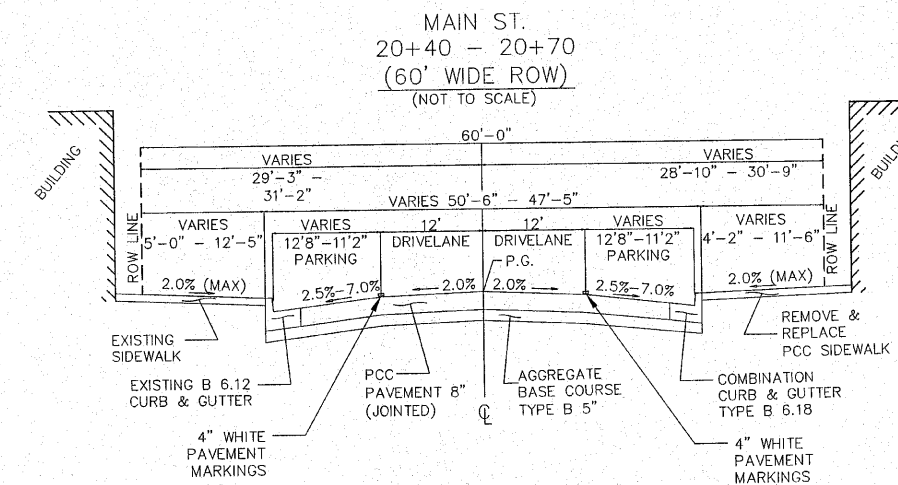 MAIN ST.
20+40 - 20+70
(60' WIDE ROW)
(NOT TO SCALE)
60'-0"
BUILDING
VARIES
29'-3" -
31'-2"
VARIES
28'-10" - 30'-9"
VARIES 50'-6" - 47'-5"
ROW LINE
VARIES
5'-0" - 12'-5"
VARIES
12'8"-11'2"
PARKING
12'
DRIVELANE
12'
DRIVELANE
VARIES
12'8"-11'2"
PARKING
VARIES
4'-2" - 11'-6"
ROW LINE
BUILDING
P.G.
2.0% (MAX)
2.5%-7.0%
2.0%
2.0%
2.5%-7.0%
2.0% (MAX)
EXISTING
SIDEWALK
REMOVE &
REPLACE
PCC SIDEWALK
EXISTING B 6.12
CURB & GUTTER
PCC
PAVEMENT 8"
(JOINTED)
AGGREGATE
BASE COURSE
TYPE B 5"
COMBINATION
CURB & GUTTER
TYPE B 6.18
℄
4" WHITE
PAVEMENT
MARKINGS
4" WHITE
PAVEMENT
MARKINGS